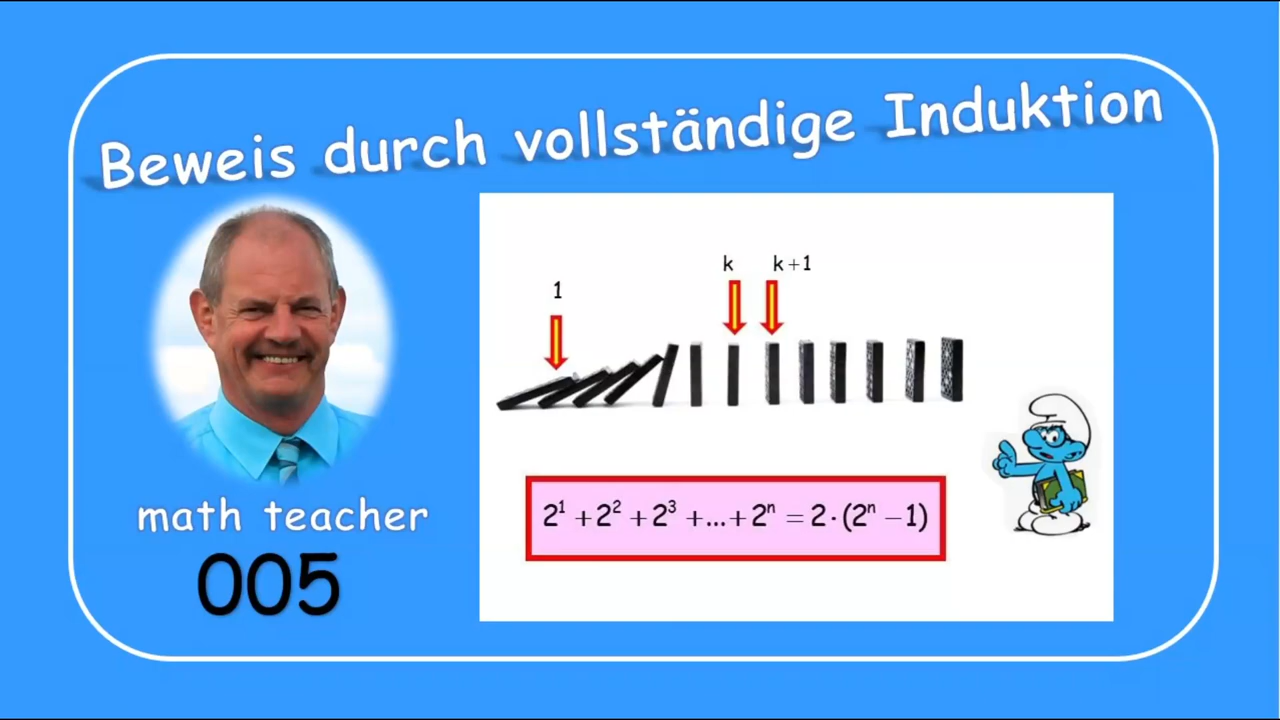 Beweis durch vollständige Induktion
1
k
k+1
2¹ + 2² + 2³ + ... + 2ⁿ = 2 · (2ⁿ − 1)
math teacher
005